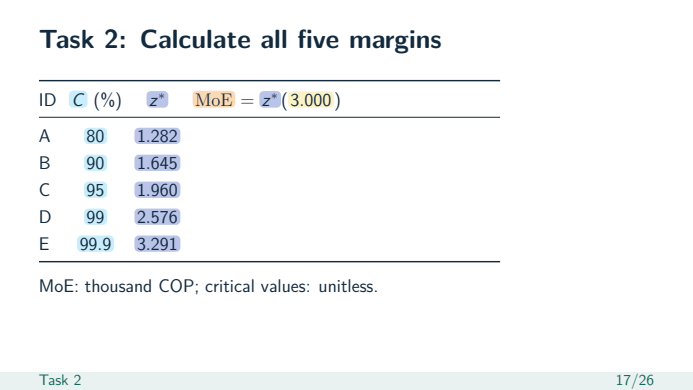 Task 2: Calculate all five margins
ID C (%) z* MoE = z*(3.000)
A 80 1.282
B 90 1.645
C 95 1.960
D 99 2.576
E 99.9 3.291
MoE: thousand COP; critical values: unitless.
Task 2 17/26